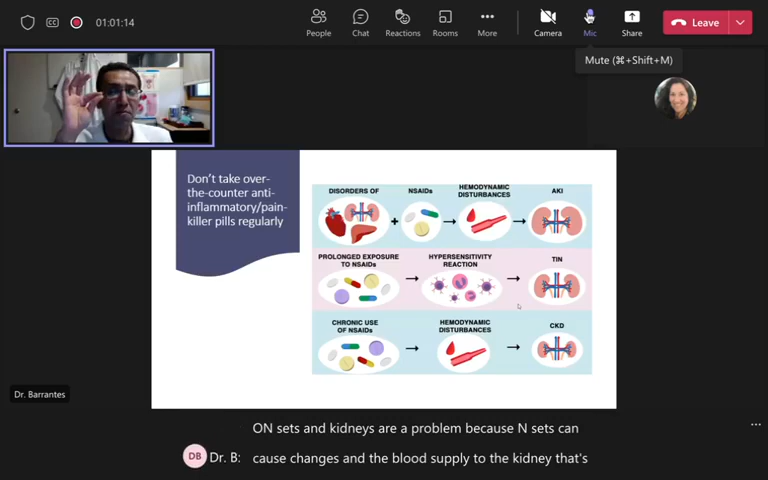 01:01:14
People
Chat
Reactions
Rooms
More
Camera
Mic
Share
Leave
CC
Mute (⌘+Shift+M)
Don't take over-
the-counter anti-
inflammatory/pain-
killer pills regularly
DISORDERS OF
NSAIDs
HEMODYNAMIC
DISTURBANCES
AKI
+
PROLONGED EXPOSURE
TO NSAIDs
HYPERSENSITIVITY
REACTION
TIN
CHRONIC USE
OF NSAIDs
HEMODYNAMIC
DISTURBANCES
CKD
Dr. Barrantes
ON sets and kidneys are a problem because N sets can
DB Dr. B: cause changes and the blood supply to the kidney that's